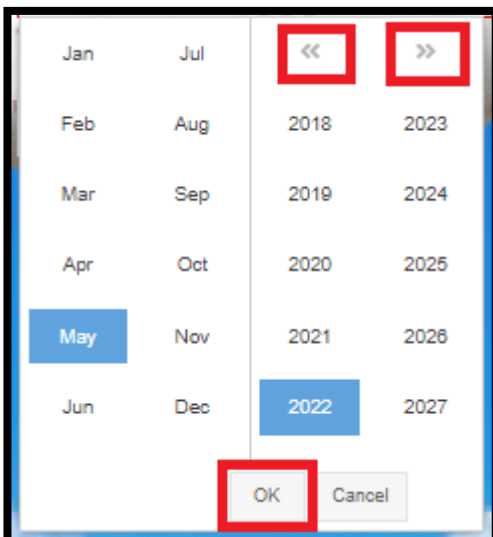 Jan Jul « »
Feb Aug 2018 2023
Mar Sep 2019 2024
Apr Oct 2020 2025
May Nov 2021 2026
Jun Dec 2022 2027
OK Cancel